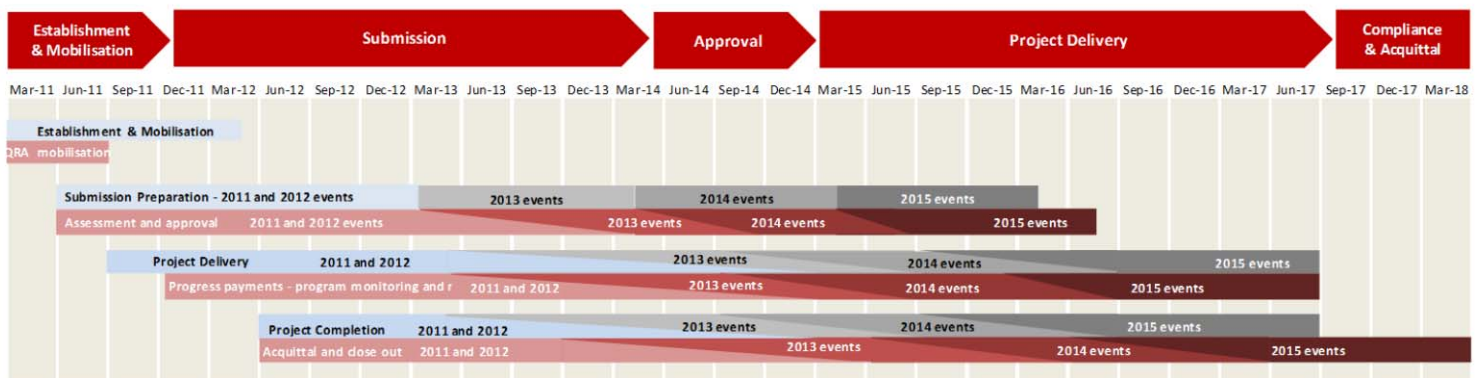 Establishment
& Mobilisation
Submission
Approval
Project Delivery
Compliance
& Acquittal
Mar-11 Jun-11 Sep-11 Dec-11 Mar-12 Jun-12 Sep-12 Dec-12 Mar-13 Jun-13 Sep-13 Dec-13 Mar-14 Jun-14 Sep-14 Dec-14 Mar-15 Jun-15 Sep-15 Dec-15 Mar-16 Jun-16 Sep-16 Dec-16 Mar-17 Jun-17 Sep-17 Dec-17 Mar-18
Establishment & Mobilisation
QRA mobilisation
Submission Preparation - 2011 and 2012 events 2013 events 2014 events 2015 events
Assessment and approval 2011 and 2012 events 2013 events 2014 events 2015 events
Project Delivery 2011 and 2012 2013 events 2014 events 2015 events
Progress payments - program monitoring and r 2011 and 2012 2013 events 2014 events 2015 events
Project Completion 2011 and 2012 2013 events 2014 events 2015 events
Acquittal and close out 2011 and 2012 2013 events 2014 events 2015 events